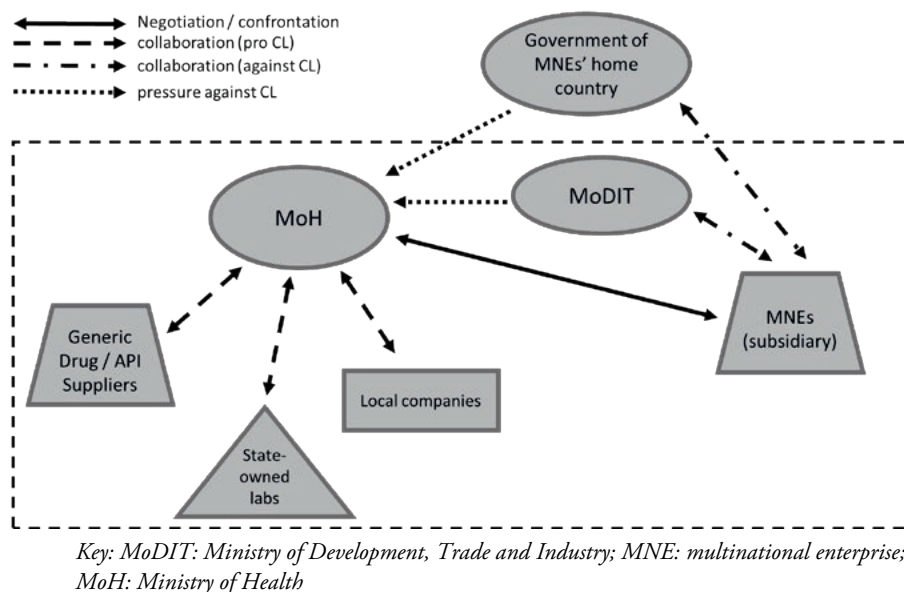 Negotiation / confrontation
collaboration (pro CL)
collaboration (against CL)
pressure against CL
Government of
MNEs' home
country
MoDIT
MoH
MNEs
(subsidiary)
Generic
Drug / API
Suppliers
Local companies
State-
owned
labs
Key: MoDIT: Ministry of Development, Trade and Industry; MNE: multinational enterprise;
MoH: Ministry of Health